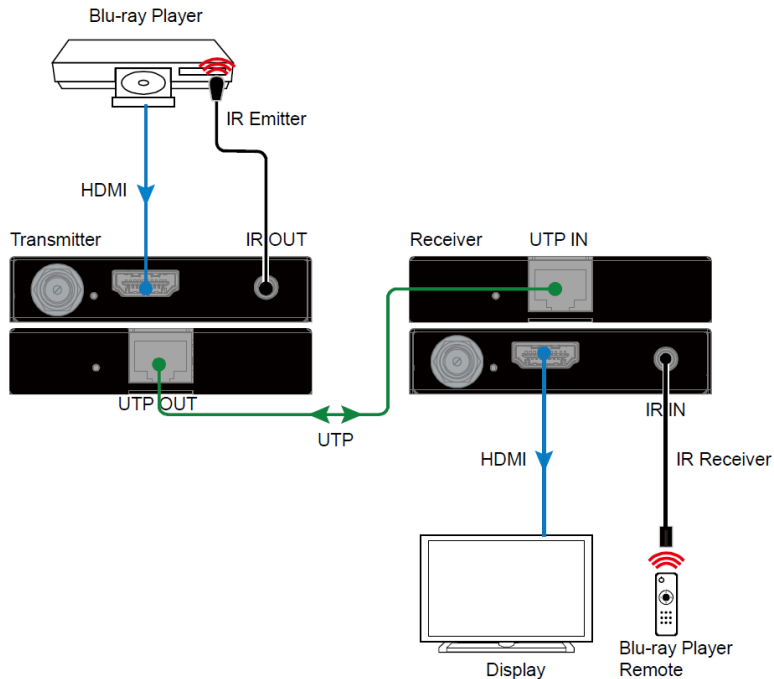 Blu-ray Player
IR Emitter
HDMI
Transmitter
IR OUT
Receiver
UTP IN
UTP OUT
UTP
IR IN
HDMI
IR Receiver
Display
Blu-ray Player
Remote